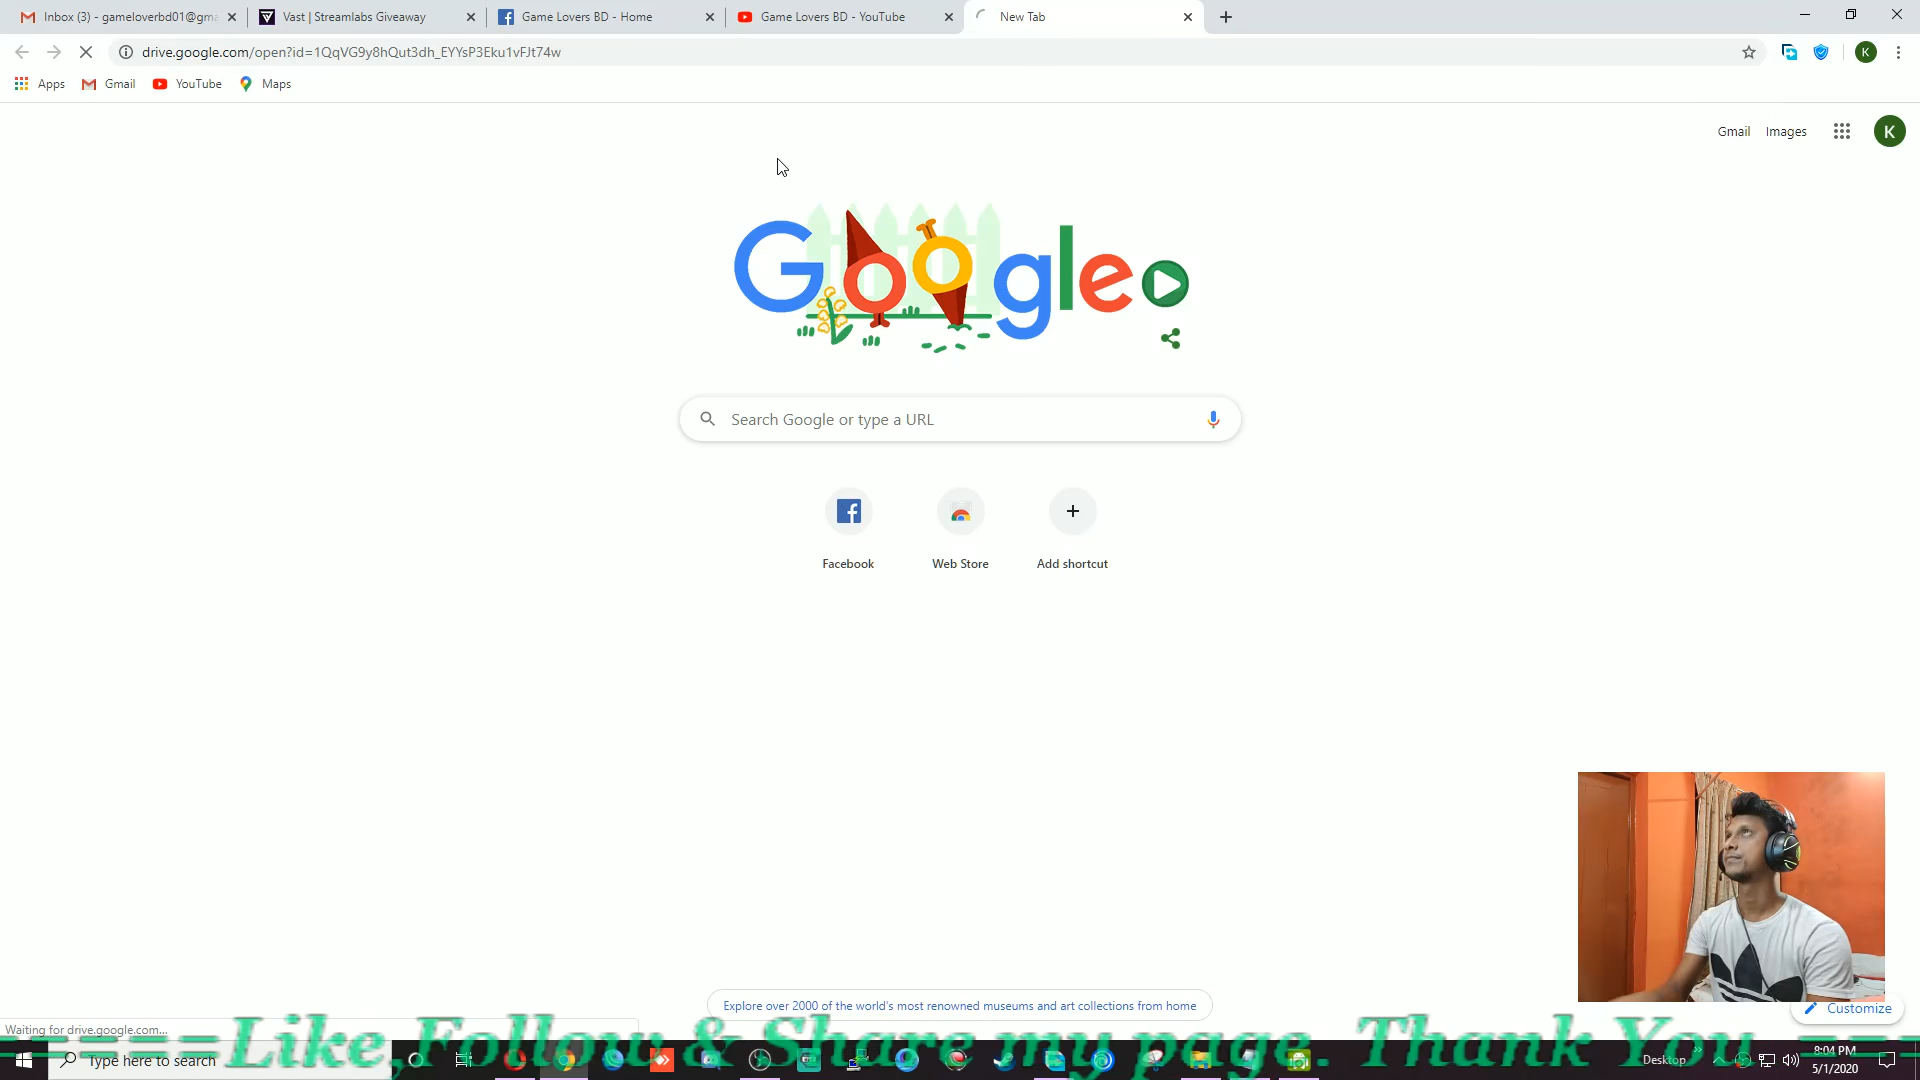 Inbox (3) - gameloverbd01@gma
Vast | Streamlabs Giveaway
Game Lovers BD - Home
Game Lovers BD - YouTube
New Tab
drive.google.com/open?id=1QqVG9y8hQut3dh_EYYsP3Eku1vFJt74w
K
Apps
Gmail
YouTube
Maps
Gmail
Images
K
Google
Search Google or type a URL
Facebook
Web Store
Add shortcut
Explore over 2000 of the world's most renowned museums and art collections from home
Customize
Waiting for drive.google.com...
=====Like,Follow & Share my page. Thank You ===
Type here to search
Desktop
8:04 PM
5/1/2020